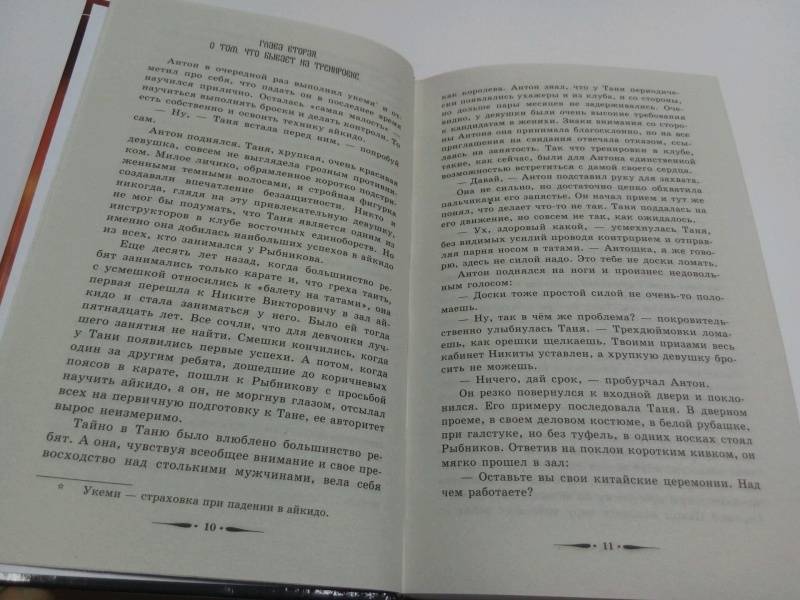 ГЛАВА ВТОРАЯ,
О ТОМ, ЧТО БЫВАЕТ НА ТРЕНИРОВКЕ
Антон в очередной раз выполнил укеми* и от-
метил про себя, что падать он в последнее время
научился прилично. Осталась «самая малость» —
научиться выполнять броски и делать контроли. То
есть собственно и освоить технику айкидо.
— Ну, — Таня встала перед ним, — попробуй
сам.
Антон поднялся. Таня, хрупкая, очень красивая
девушка, совсем не выглядела грозным противни-
ком. Милое личико, обрамленное коротко подстри-
женными темными волосами, и стройная фигурка
создавали впечатление беззащитности. Никто и
никогда, глядя на эту привлекательную девушку,
не мог бы подумать, что Таня является одним из
инструкторов в клубе восточных единоборств. Но
именно она добилась наибольших успехов в айкидо
из всех, кто занимался у Рыбникова.
Еще десять лет назад, когда большинство ре-
бят занимались только карате и, что греха таить,
с усмешкой относились к «балету на татами», она
первая перешла к Никите Викторовичу в зал ай-
кидо и стала заниматься у него. Было ей тогда
пятнадцать лет. Все сочли, что для девчонки луч-
шего занятия не найти. Смешки кончились, когда
у Тани появились первые успехи. А потом, когда
один за другим ребята, дошедшие до коричневых
поясов в карате, пошли к Рыбникову с просьбой
научить айкидо, а он, не моргнув глазом, отсылал
всех на первичную подготовку к Тане, ее авторитет
вырос неизмеримо.
Тайно в Таню было влюблено большинство ре-
бят. А она, чувствуя всеобщее внимание и свое пре-
восходство над столькими мужчинами, вела себя
* Укеми — страховка при падении в айкидо.
10
как королева. Антон знал, что у Тани периодиче-
ски появлялись ухажеры и из клуба, и со стороны,
но дольше пары месяцев не задерживались. Оче-
видно, у девушки были очень высокие требования
к кандидатам в женихи. Знаки внимания со сторо-
ны Антона она принимала благосклонно, но на все
приглашения на свидания отвечала отказом, ссы-
лаясь на занятость. Так что тренировки в клубе,
такие, как сейчас, были для Антона единственной
возможностью встретиться с дамой своего сердца.
— Давай. — Антон подставил руку для захвата.
Она не сильно, но достаточно цепко обхватила
пальчиками его запястье. Он начал прием и тут же
понял, что делает что-то не так. Таня поддалась на
его движение, но совсем не так, как ожидалось.
— Ух, здоровый какой, — усмехнулась Таня,
без видимых усилий проводя контрприем и отправ-
ляя парня носом в татами. — Антошка, а же гово-
рю, здесь не силой надо. Это тебе не доски ломать.
Антон поднялся на ноги и произнес недоволь-
ным голосом:
— Доски тоже простой силой не очень-то поло-
маешь.
— Ну, так в чём же проблема? — покровитель-
ственно улыбнулась Таня. — Трехдюймовки лома-
ешь, как орешки щелкаешь. Твоими призами весь
кабинет Никиты уставлен, а хрупкую девушку бро-
сить не можешь.
— Ничего, дай срок, — пробурчал Антон.
Он резко повернулся к входной двери и покло-
нился. Его примеру последовала Таня. В дверном
проеме, в своем деловом костюме, в белой рубашке,
при галстуке, но без туфель, в одних носках стоял
Рыбников. Ответив на поклон коротким кивком, он
мягко прошел в зал:
— Оставьте вы свои китайские церемонии. Над
чем работаете?
11